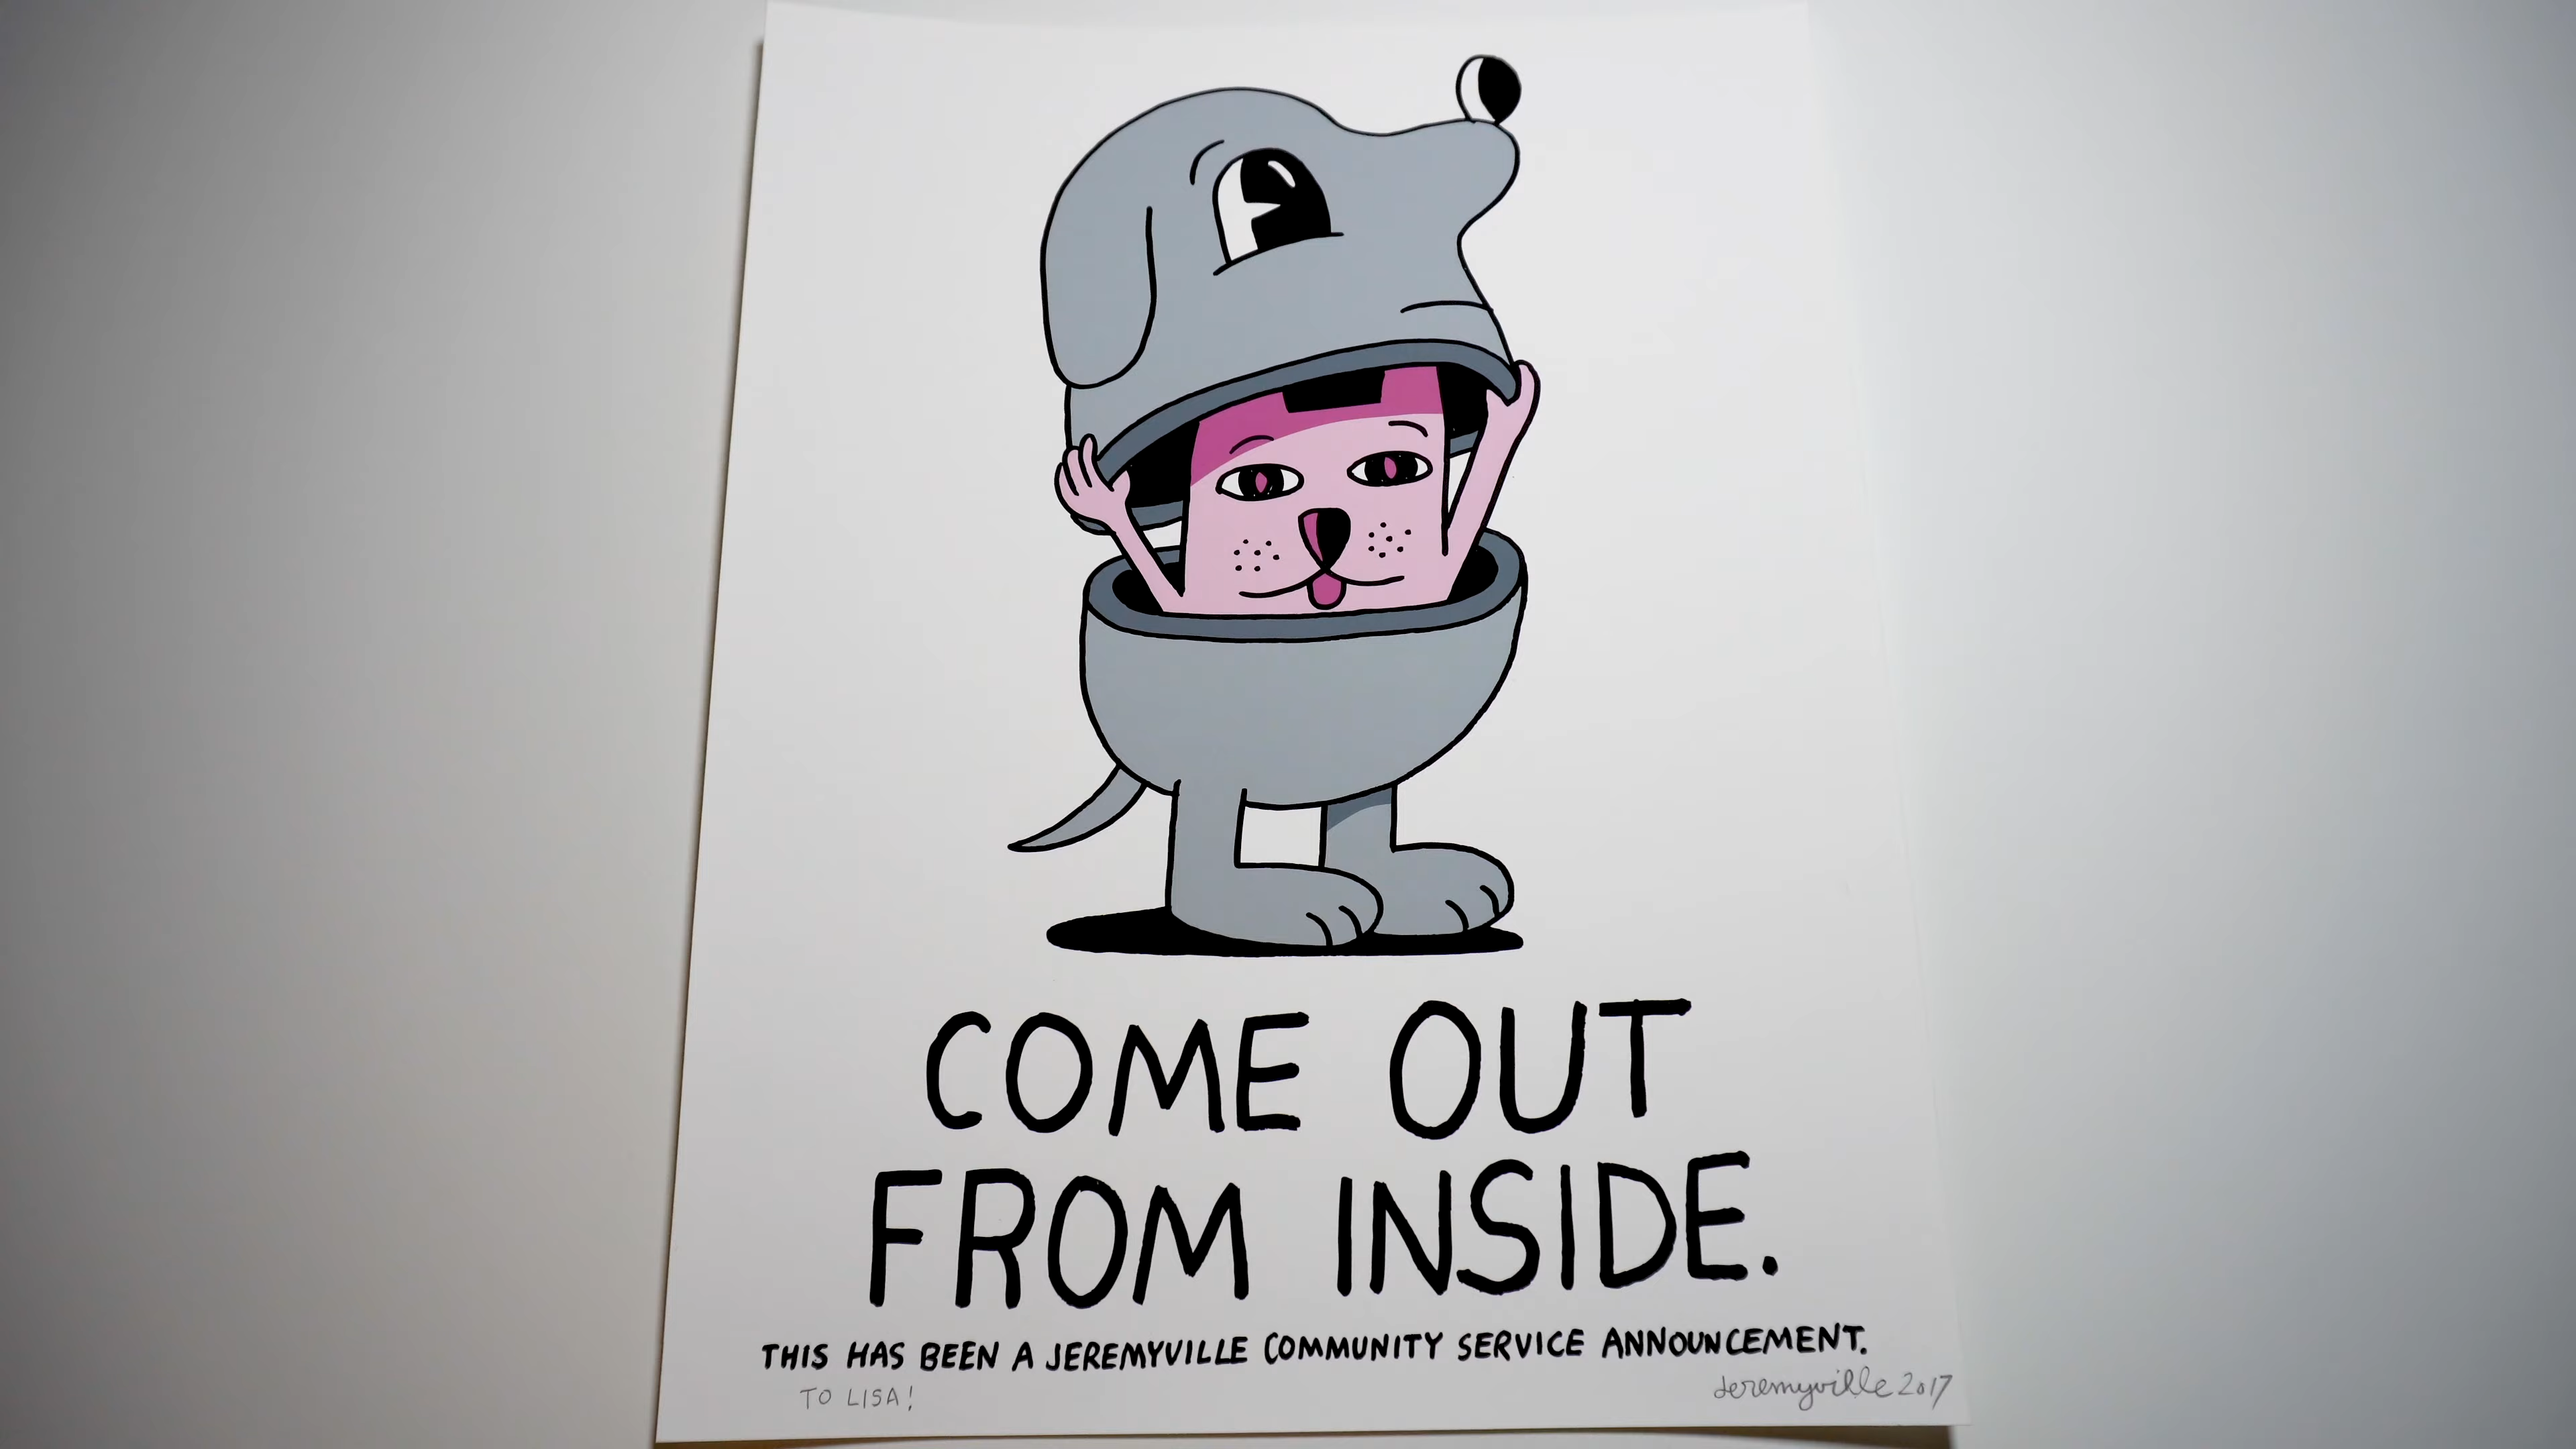 COME OUT
FROM INSIDE.
THIS HAS BEEN A JEREMYVILLE COMMUNITY SERVICE ANNOUNCEMENT.
TO LISA!
Jeremyville 2017